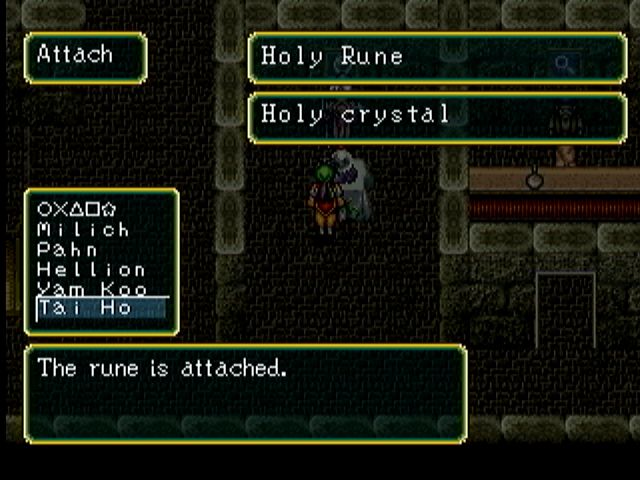 Attach
Holy Rune
Holy crystal
○×△□☆
Milich
Pahn
Hellion
Yam Koo
Tai Ho
The rune is attached.